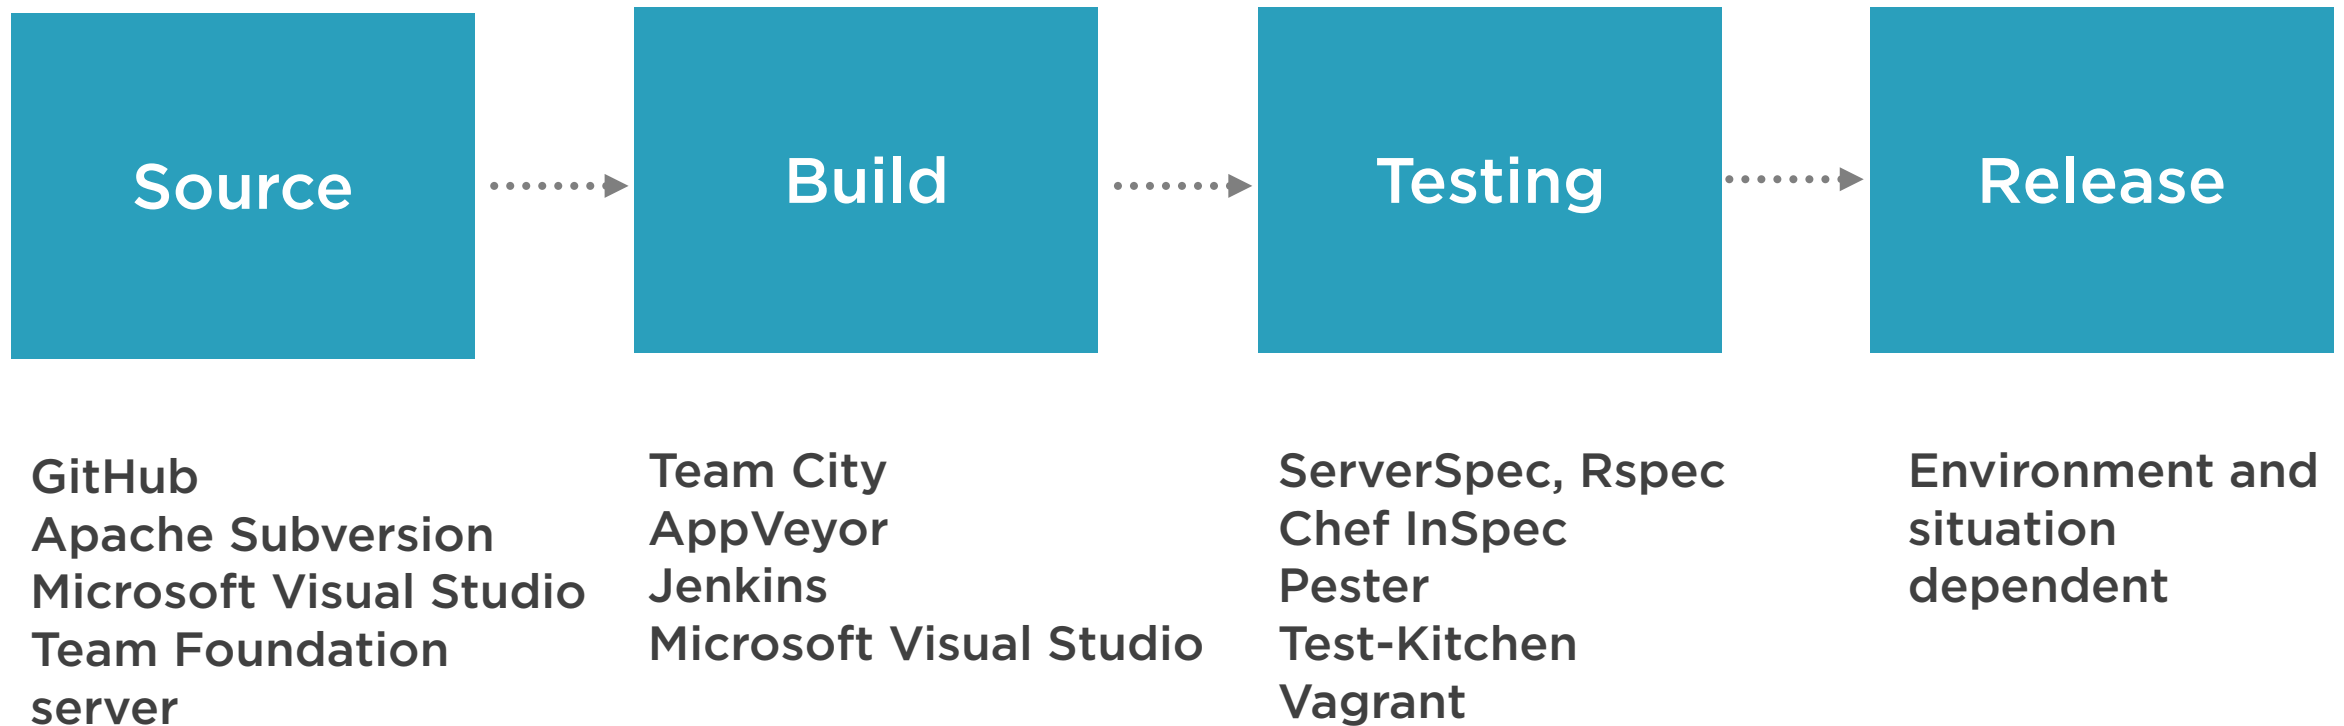 Source
Build
Testing
Release
GitHub
Apache Subversion
Microsoft Visual Studio
Team Foundation
server
Team City
AppVeyor
Jenkins
Microsoft Visual Studio
ServerSpec, Rspec
Chef InSpec
Pester
Test-Kitchen
Vagrant
Environment and
situation
dependent